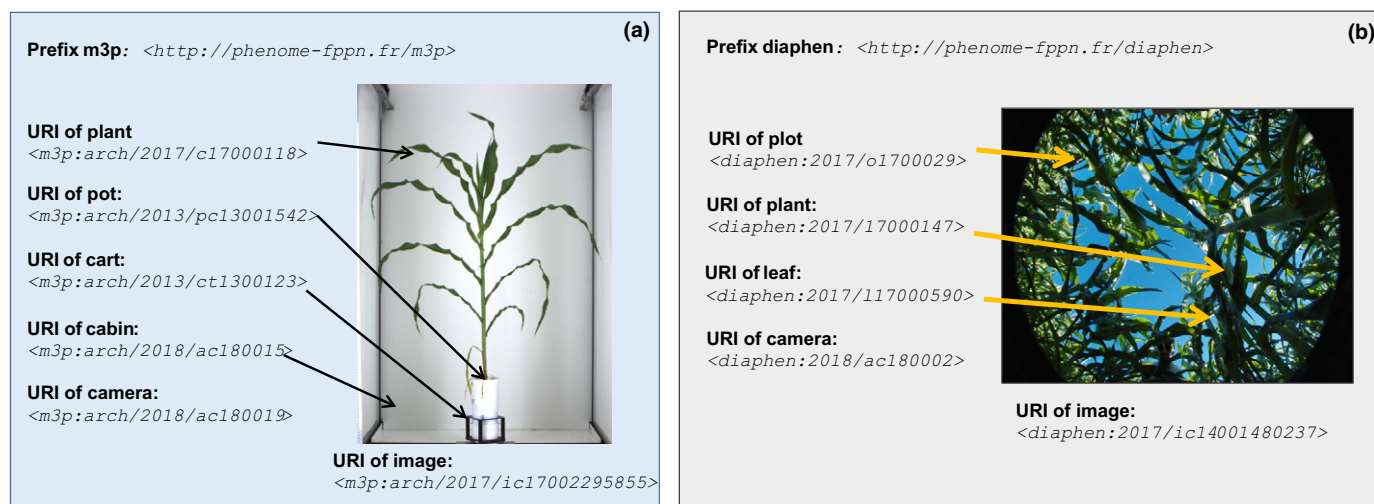 (a)
Prefix m3p: <http://phenome-fppn.fr/m3p>
URI of plant
<m3p:arch/2017/c17000118>
URI of pot:
<m3p:arch/2013/pc13001542>
URI of cart:
<m3p:arch/2013/ct1300123>
URI of cabin:
<m3p:arch/2018/ac180015>
URI of camera:
<m3p:arch/2018/ac180019>
URI of image:
<m3p:arch/2017/ic17002295855>
(b)
Prefix diaphen: <http://phenome-fppn.fr/diaphen>
URI of plot
<diaphen:2017/o1700029>
URI of plant:
<diaphen:2017/17000147>
URI of leaf:
<diaphen:2017/l17000590>
URI of camera:
<diaphen:2018/ac180002>
URI of image:
<diaphen:2017/ic14001480237>